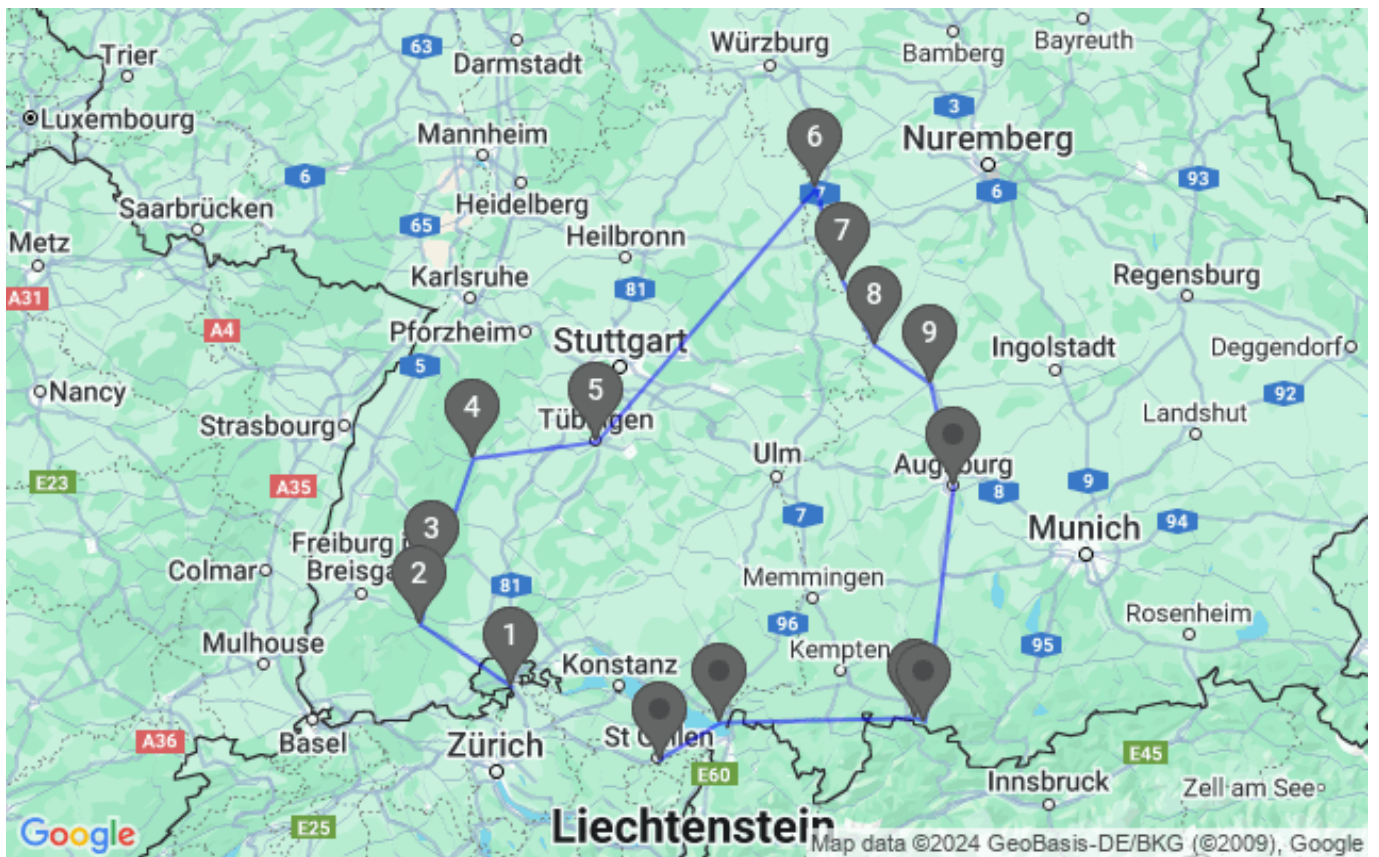 Trier
63
Darmstadt
Würzburg
Bamberg
Bayreuth
Luxembourg
Mannheim
3
6
Nuremberg
6
Heidelberg
7
6
93
Saarbrücken
65
Heilbronn
7
Metz
Karlsruhe
81
Regensburg
A31
A4
Pforzheim
Stuttgart
8
9
Ingolstadt
Deggendorf
5
Nancy
4
5
92
Strasbourg
Tübingen
Landshut
Ulm
Augsburg
E23
A35
8
9
7
Munich
94
3
Freiburg
Breisga
2
Colmar
81
Memmingen
Rosenheim
Mulhouse
1
96
95
Konstanz
Kempten
A36
Basel
Zürich
St Gallen
E60
E45
Innsbruck
Zell am See
Google
E25
Liechtenstein
Map data ©2024 GeoBasis-DE/BKG (©2009), Google